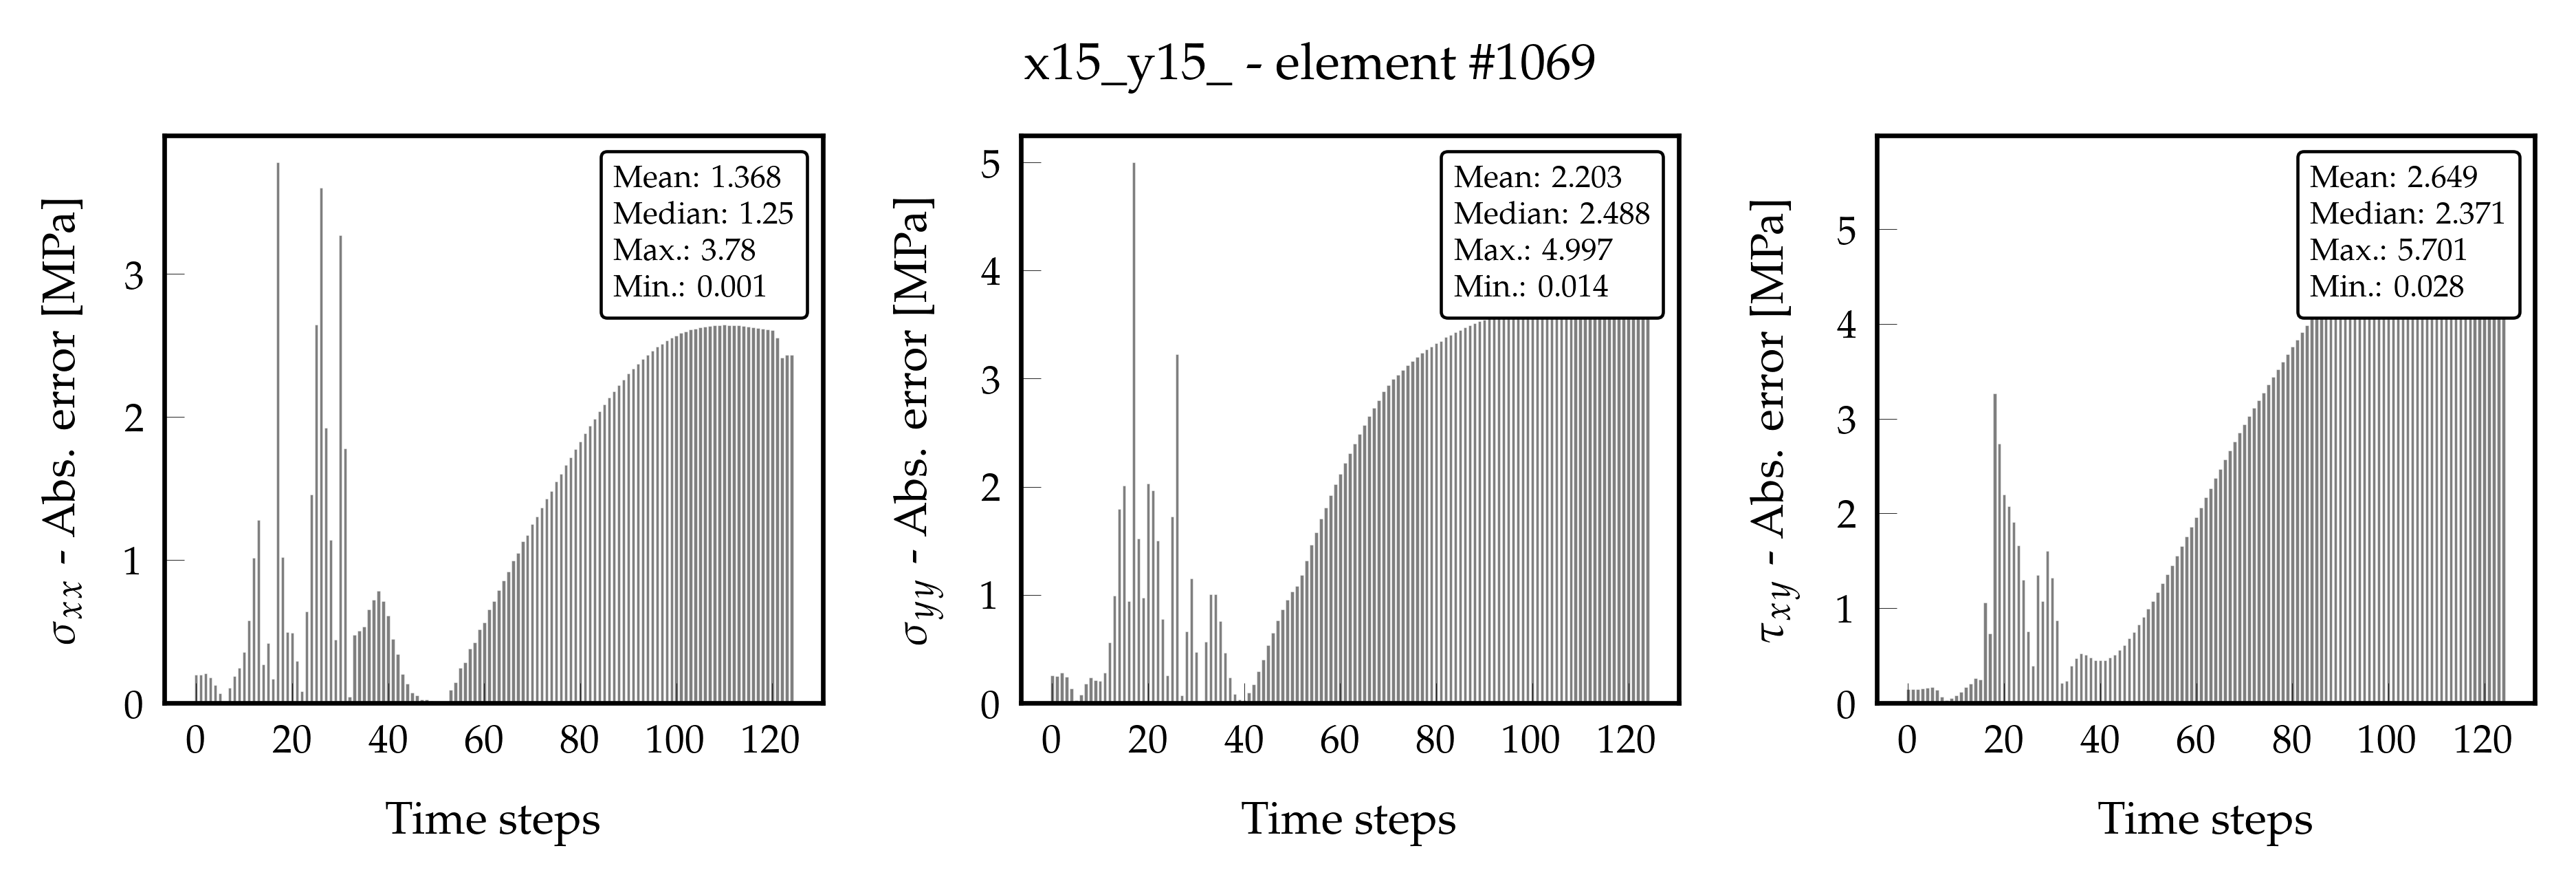 x15_y15_ - element #1069
σxx - Abs. error [MPa]
3
2
1
0
0 20 40 60 80 100 120
Time steps
Mean: 1.368
Median: 1.25
Max.: 3.78
Min.: 0.001
σyy - Abs. error [MPa]
5
4
3
2
1
0
0 20 40 60 80 100 120
Time steps
Mean: 2.203
Median: 2.488
Max.: 4.997
Min.: 0.014
τxy - Abs. error [MPa]
5
4
3
2
1
0
0 20 40 60 80 100 120
Time steps
Mean: 2.649
Median: 2.371
Max.: 5.701
Min.: 0.028